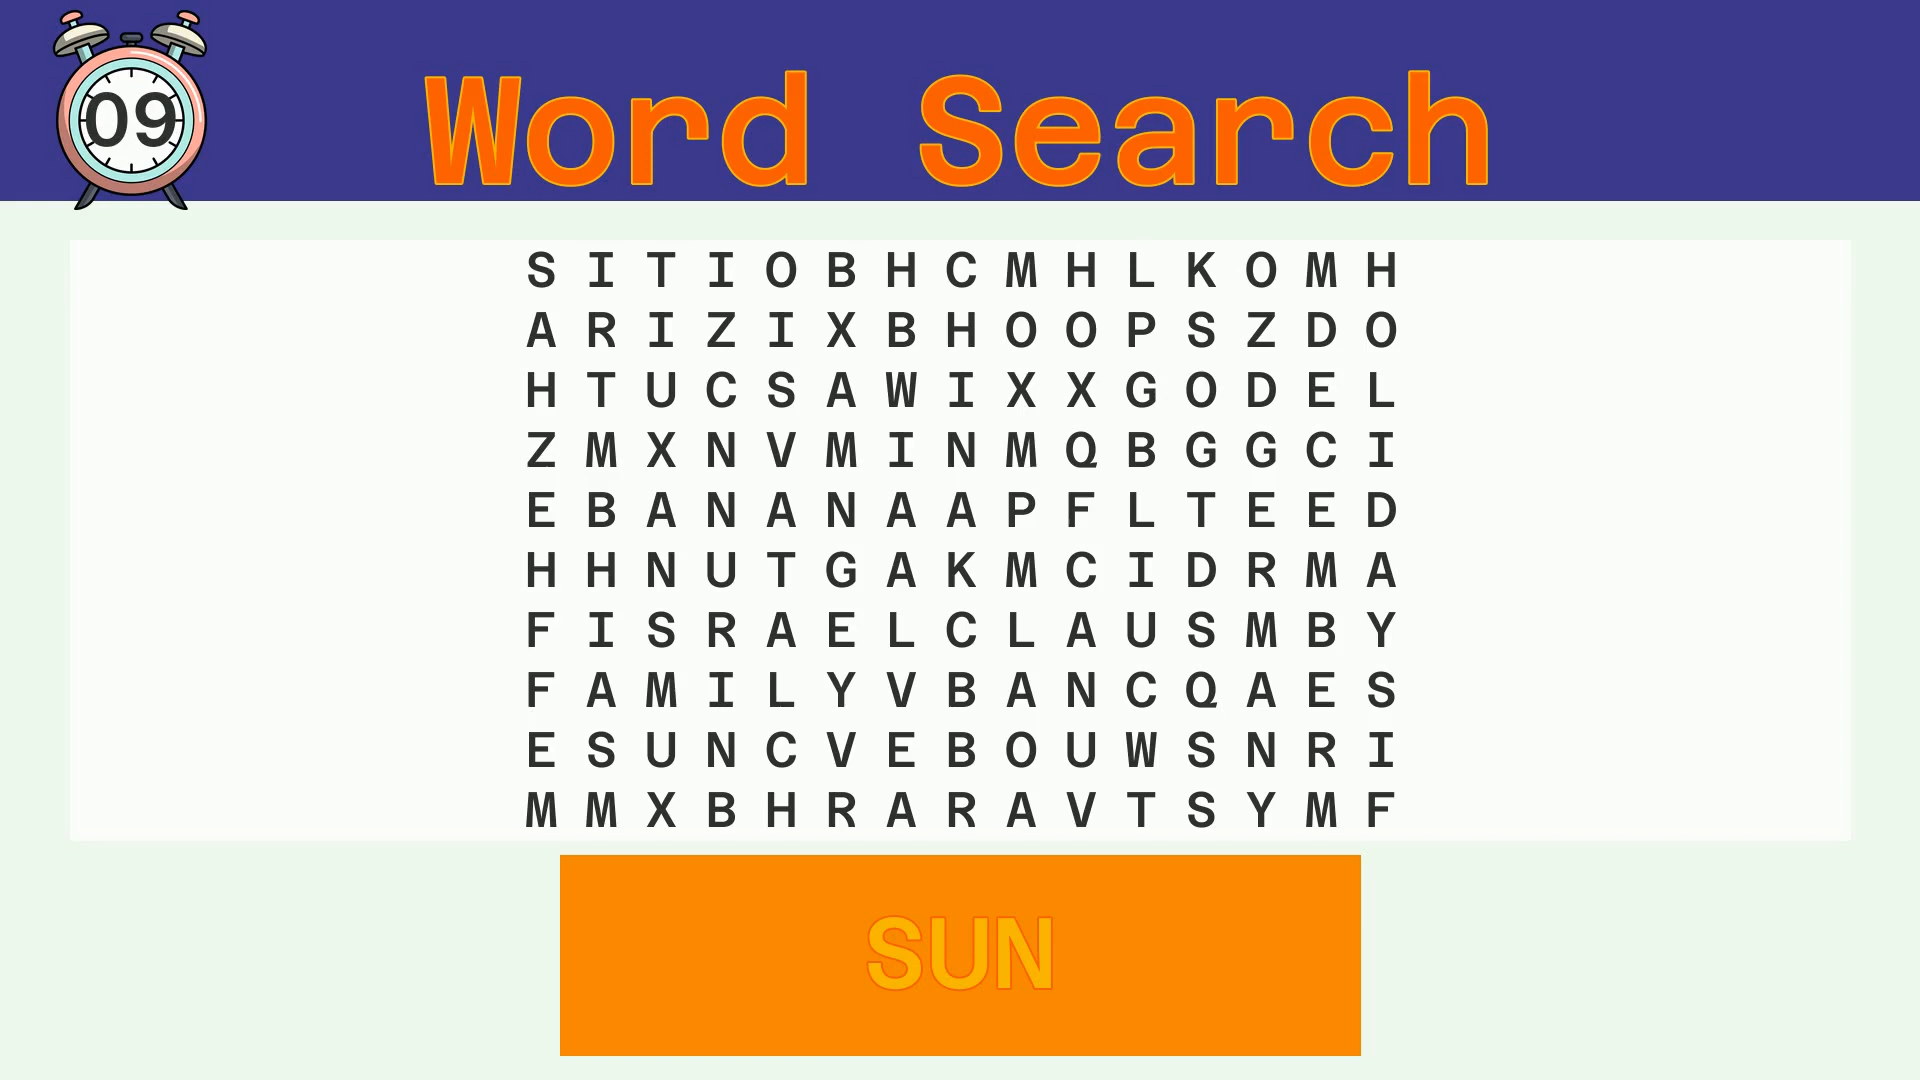 09
Word Search
S I T I O B H C M H L K O M H
A R I Z I X B H O O P S Z D O
H T U C S A W I X X G O D E L
Z M X N V M I N M Q B G G C I
E B A N A N A A P F L T E E D
H H N U T G A K M C I D R M A
F I S R A E L C L A U S M B Y
F A M I L Y V B A N C Q A E S
E S U N C V E B O U W S N R I
M M X B H R A R A V T S Y M F
SUN